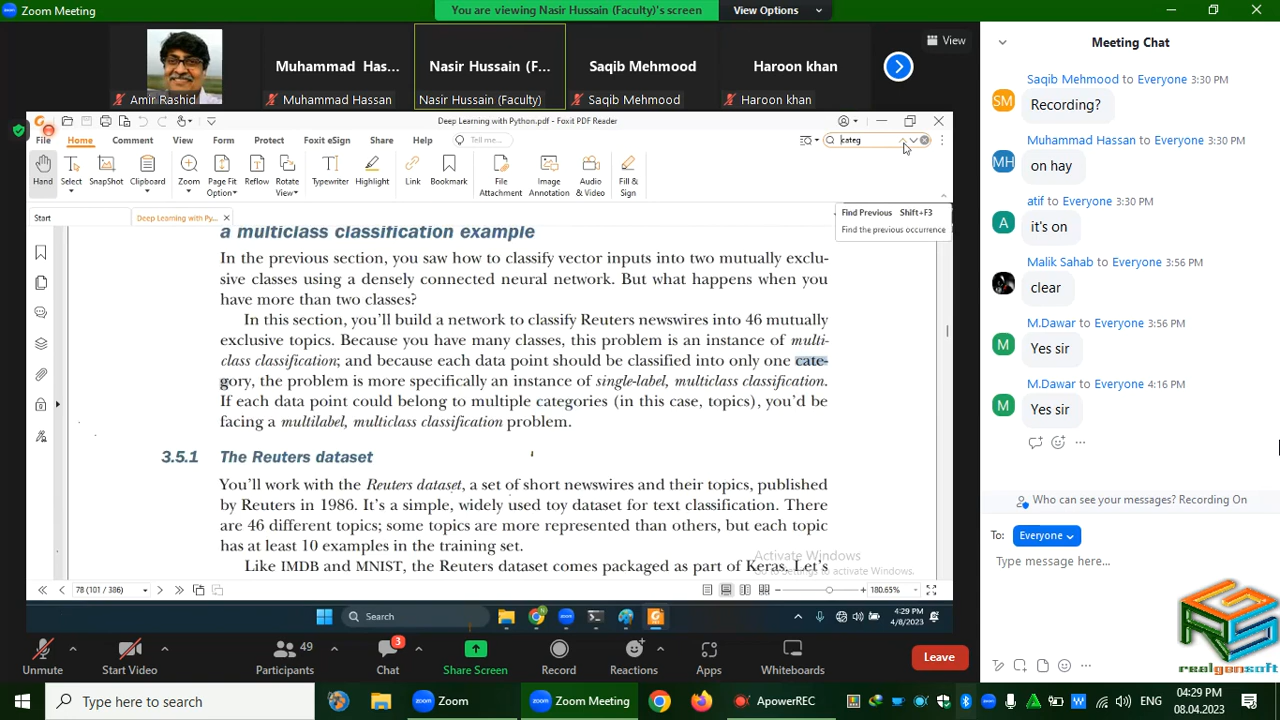 Zoom Meeting
You are viewing Nasir Hussain (Faculty)'s screen
View Options
View
Muhammad Has...
Nasir Hussain (F...
Saqib Mehmood
Haroon khan
Amir Rashid
Muhammad Hassan
Nasir Hussain (Faculty)
Saqib Mehmood
Haroon khan
Deep Learning with Python.pdf - Foxit PDF Reader
File
Home
Comment
View
Form
Protect
Foxit eSign
Share
Help
Tell me...
categ
Hand
Select
SnapShot
Clipboard
Zoom
Page Fit Option
Reflow
Rotate View
Typewriter
Highlight
Link
Bookmark
File Attachment
Image Annotation
Audio & Video
Fill & Sign
Start
Deep Learning with Py...
Find Previous Shift+F3
Find the previous occurrence
a multiclass classification example
In the previous section, you saw how to classify vector inputs into two mutually exclu-
sive classes using a densely connected neural network. But what happens when you
have more than two classes?
In this section, you'll build a network to classify Reuters newswires into 46 mutually
exclusive topics. Because you have many classes, this problem is an instance of multi-
class classification; and because each data point should be classified into only one cate-
gory, the problem is more specifically an instance of single-label, multiclass classification.
If each data point could belong to multiple categories (in this case, topics), you'd be
facing a multilabel, multiclass classification problem.
3.5.1 The Reuters dataset
You'll work with the Reuters dataset, a set of short newswires and their topics, published
by Reuters in 1986. It's a simple, widely used toy dataset for text classification. There
are 46 different topics; some topics are more represented than others, but each topic
has at least 10 examples in the training set.
Like IMDB and MNIST, the Reuters dataset comes packaged as part of Keras. Let's
Activate Windows
Go to Settings to activate Windows.
78 (101 / 386)
180.65%
Search
4:29 PM
4/8/2023
Unmute
Start Video
49
Participants
3
Chat
Share Screen
Record
Reactions
Apps
Whiteboards
Leave
Meeting Chat
Saqib Mehmood to Everyone 3:30 PM
SM
Recording?
Muhammad Hassan to Everyone 3:30 PM
MH
on hay
atif to Everyone 3:30 PM
A
it's on
Malik Sahab to Everyone 3:56 PM
clear
M.Dawar to Everyone 3:56 PM
M
Yes sir
M.Dawar to Everyone 4:16 PM
M
Yes sir
Who can see your messages? Recording On
To: Everyone
Type message here...
realgunsoft
Type here to search
Zoom
Zoom Meeting
ApowerREC
ENG
04:29 PM
08.04.2023